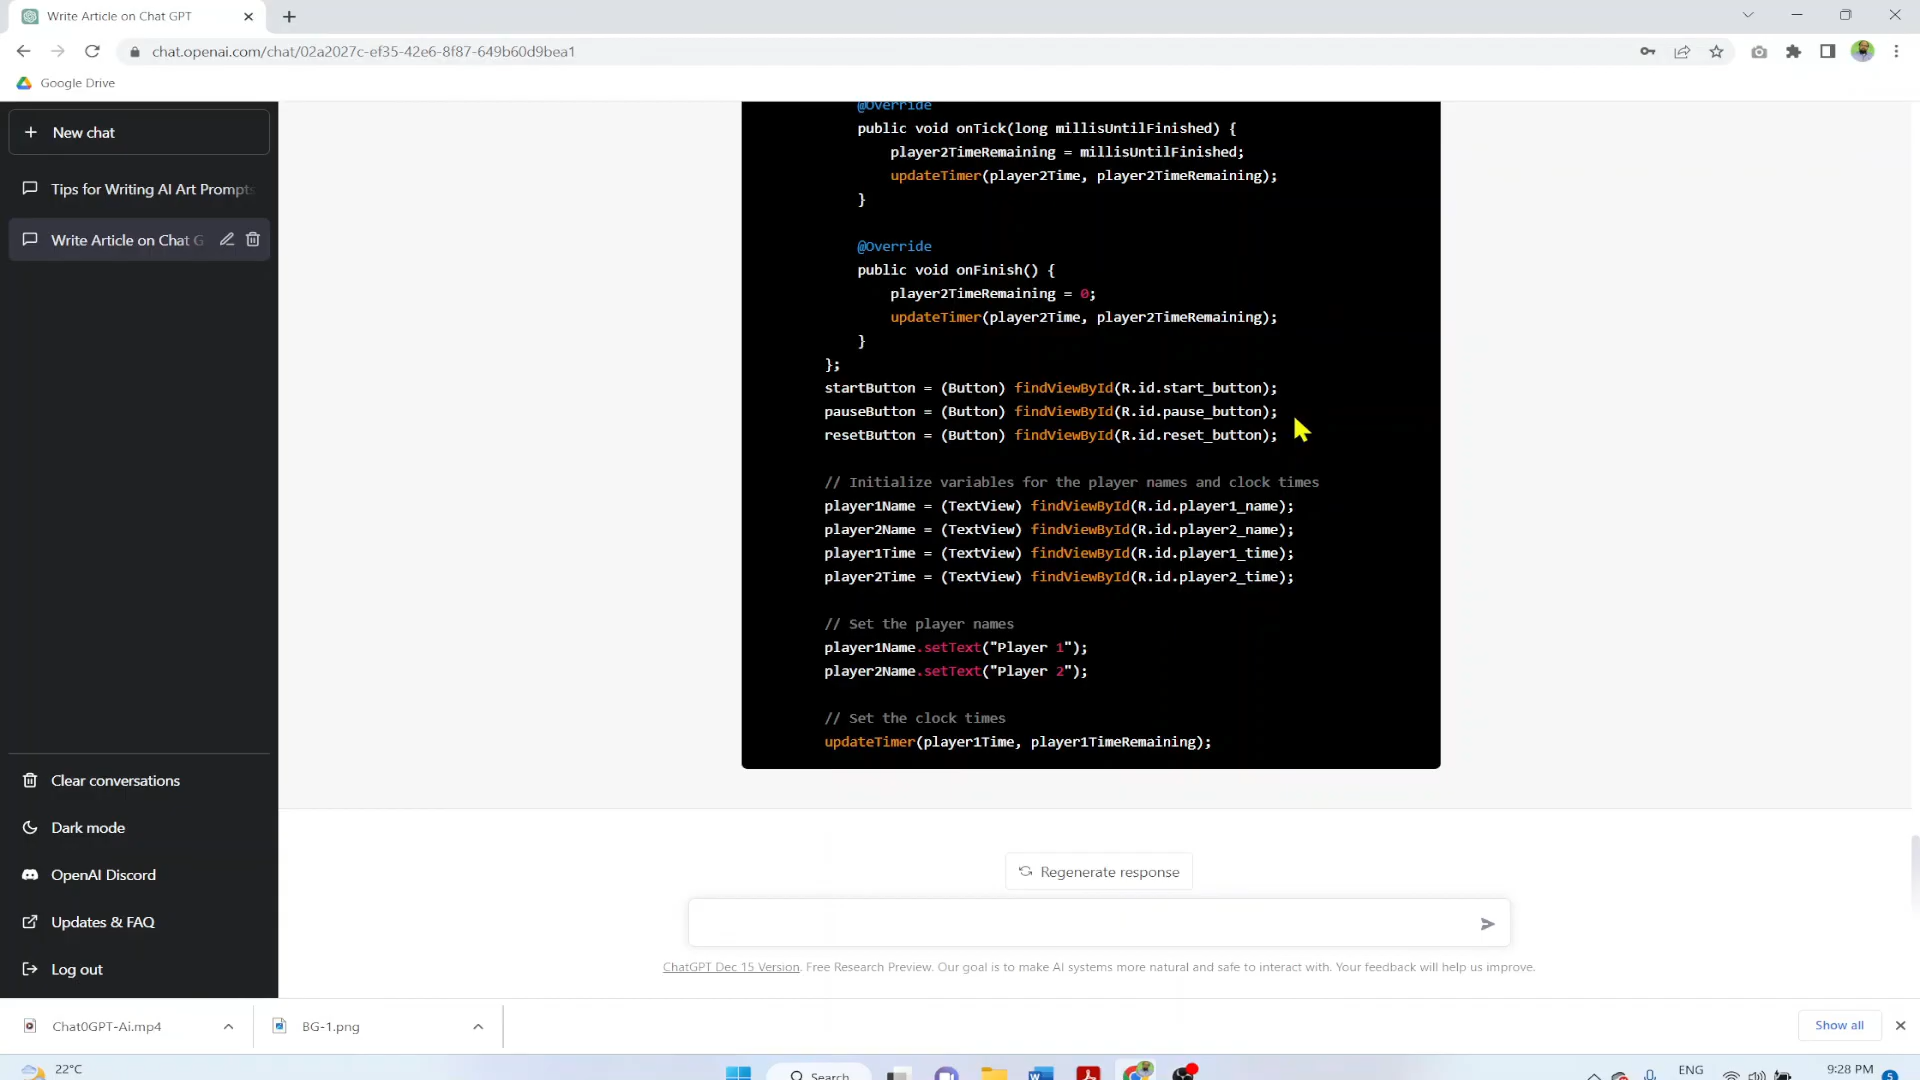 Write Article on Chat GPT
chat.openai.com/chat/02a2027c-ef35-42e6-8f87-649b60d9bea1
Google Drive
New chat
Tips for Writing AI Art Prompts
Write Article on Chat G
@Override
public void onTick(long millisUntilFinished) {
player2TimeRemaining = millisUntilFinished;
updateTimer(player2Time, player2TimeRemaining);
}
@Override
public void onFinish() {
player2TimeRemaining = 0;
updateTimer(player2Time, player2TimeRemaining);
}
};
startButton = (Button) findViewById(R.id.start_button);
pauseButton = (Button) findViewById(R.id.pause_button);
resetButton = (Button) findViewById(R.id.reset_button);
// Initialize variables for the player names and clock times
player1Name = (TextView) findViewById(R.id.player1_name);
player2Name = (TextView) findViewById(R.id.player2_name);
player1Time = (TextView) findViewById(R.id.player1_time);
player2Time = (TextView) findViewById(R.id.player2_time);
// Set the player names
player1Name.setText("Player 1");
player2Name.setText("Player 2");
// Set the clock times
updateTimer(player1Time, player1TimeRemaining);
Clear conversations
Dark mode
OpenAI Discord
Updates & FAQ
Log out
Regenerate response
ChatGPT Dec 15 Version. Free Research Preview. Our goal is to make AI systems more natural and safe to interact with. Your feedback will help us improve.
Chat0GPT-Ai.mp4
BG-1.png
Show all
22°C
Search
ENG
9:28 PM
5